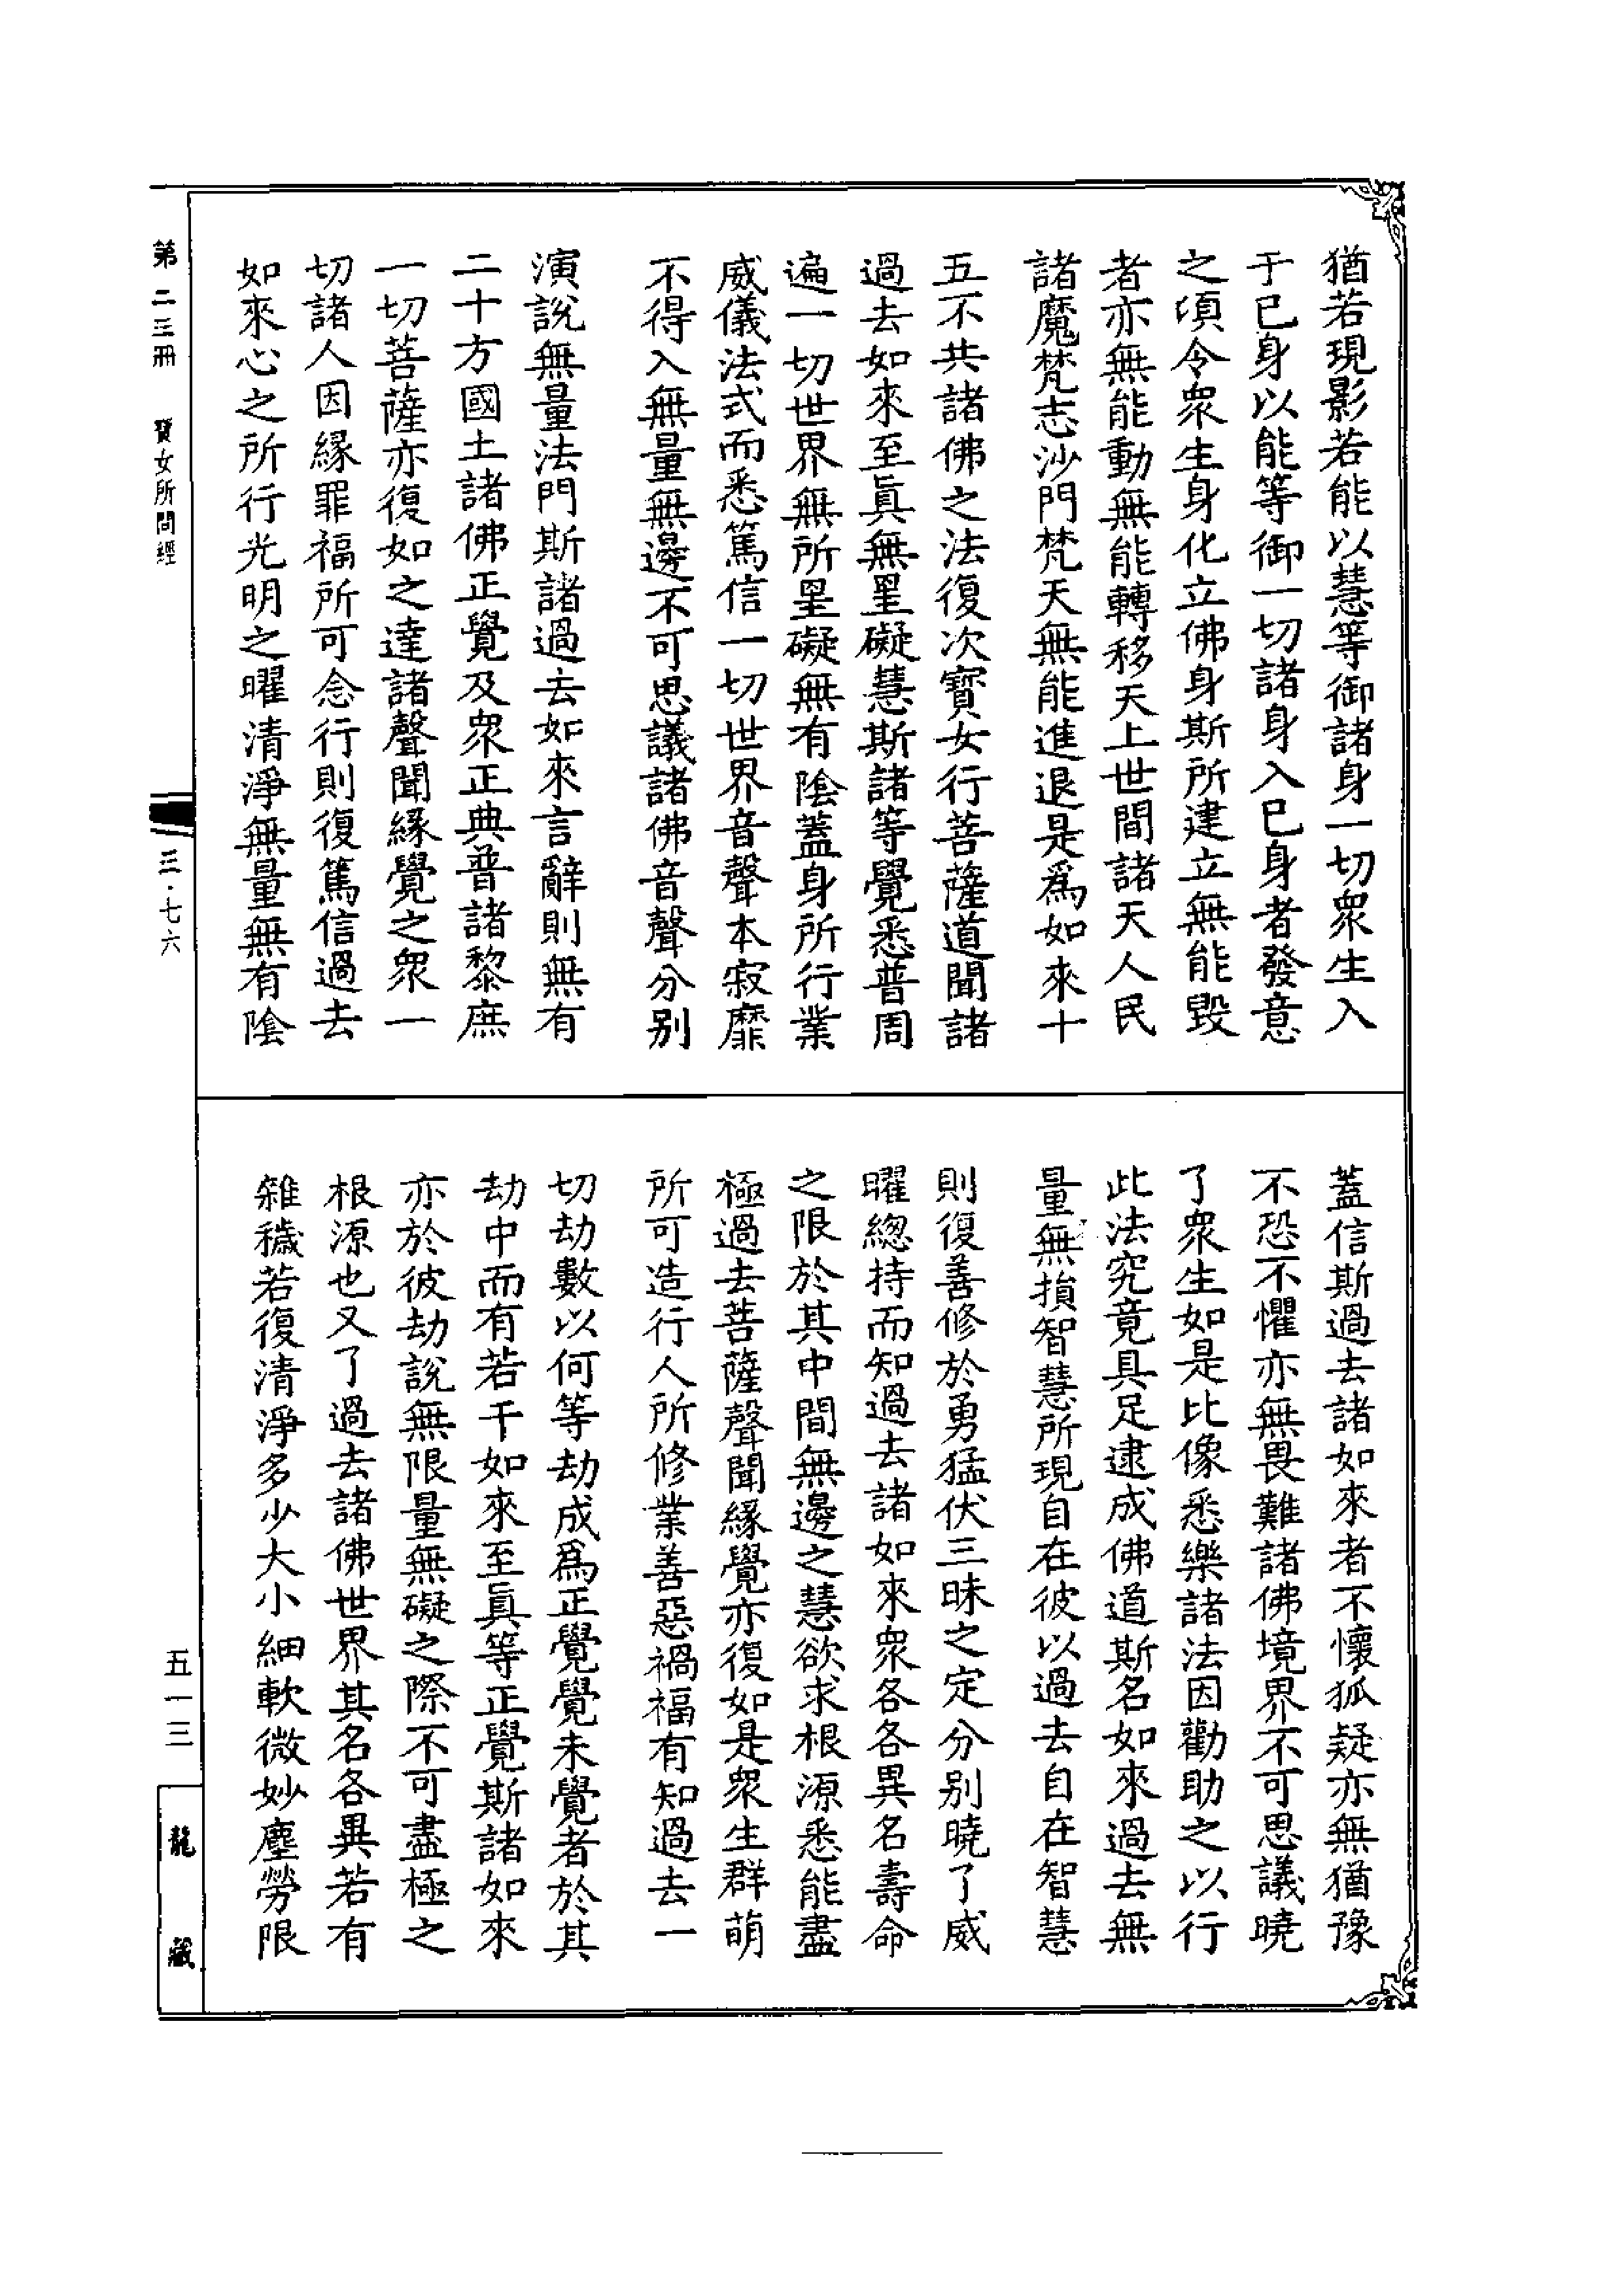 猶若現影若能以慧等御諸身一切衆生入
于已身以能等御一切諸身入已身者發意
之頃令衆生身化立佛身斯所建立無能毀
者亦無能動無能轉移天上世間諸天人民
諸魔梵志沙門梵天無能進退是爲如來十
五不共諸佛之法復次寶女行菩薩道聞諸
過去如來至眞無罣礙慧斯諸等覺悉普周
遍一切世界無所罣礙無有陰蓋身所行業
威儀法式而悉篤信一切世界音聲本寂靡
不得入無量無邊不可思議諸佛音聲分别
演說無量法門斯諸過去如來言辭則無有
二十方國土諸佛正覺及衆正典普諸黎庶
一切菩薩亦復如之達諸聲聞緣覺之衆一
切諸人因緣罪福所可念行則復篤信過去
如來心之所行光明之曜清淨無量無有陰
蓋信斯過去諸如來者不懷狐疑亦無猶豫
不恐不懼亦無畏難諸佛境界不可思議曉
了衆生如是比像悉樂諸法因勸助之以行
此法究竟具足逮成佛道斯名如來過去無
量無損智慧所現自在彼以過去自在智慧
則復善修於勇猛伏三昧之定分别曉了威
曜總持而知過去諸如來衆各各異名壽命
之限於其中間無邊之慧欲求根源悉能盡
極過去菩薩聲聞緣覺亦復如是衆生群萌
所可造行人所修業善惡禍福有知過去一
切劫數以何等劫成爲正覺覺未覺者於其
劫中而有若干如來至眞等正覺斯諸如來
亦於彼劫說無限量無礙之際不可盡極之
根源也又了過去諸佛世界其名各異若有
雜穢若復清淨多少大小細軟微妙塵勞限
第二三冊 寶女所問經
三·七六
五一三
龍藏